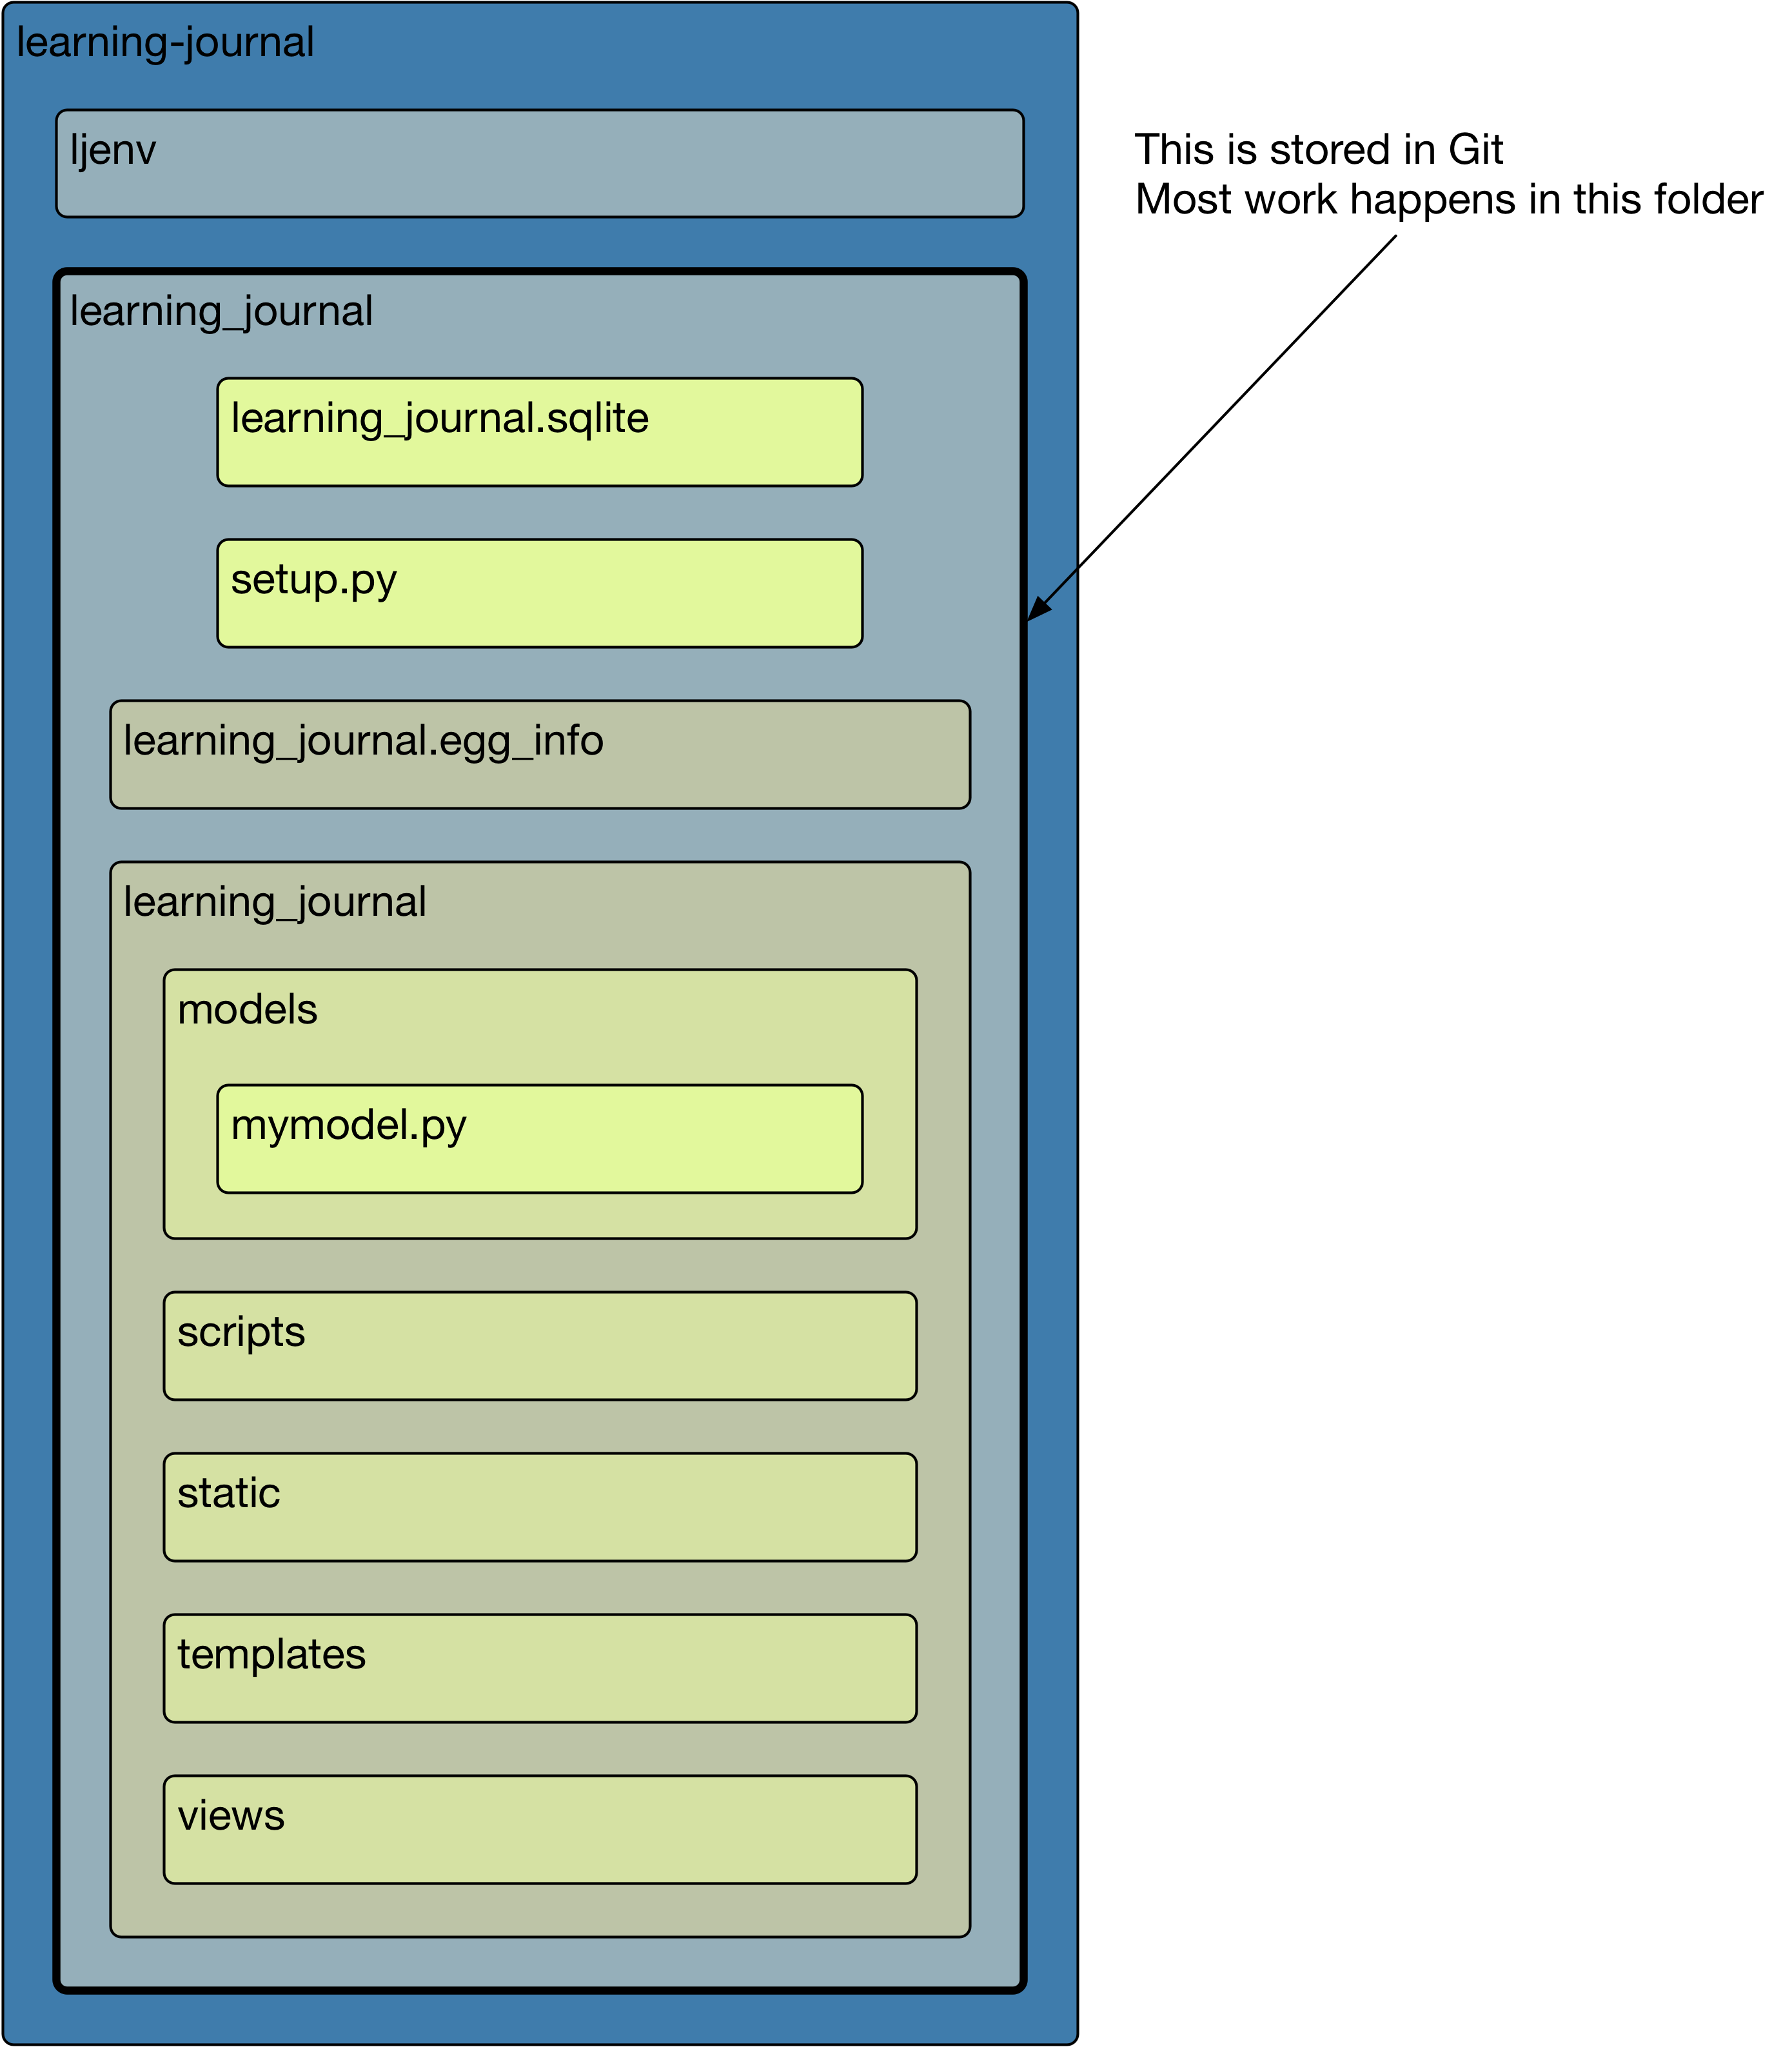 learning-journal
ljenv
This is stored in Git
Most work happens in this folder
learning_journal
learning_journal.sqlite
setup.py
learning_journal.egg_info
learning_journal
models
mymodel.py
scripts
static
templates
views